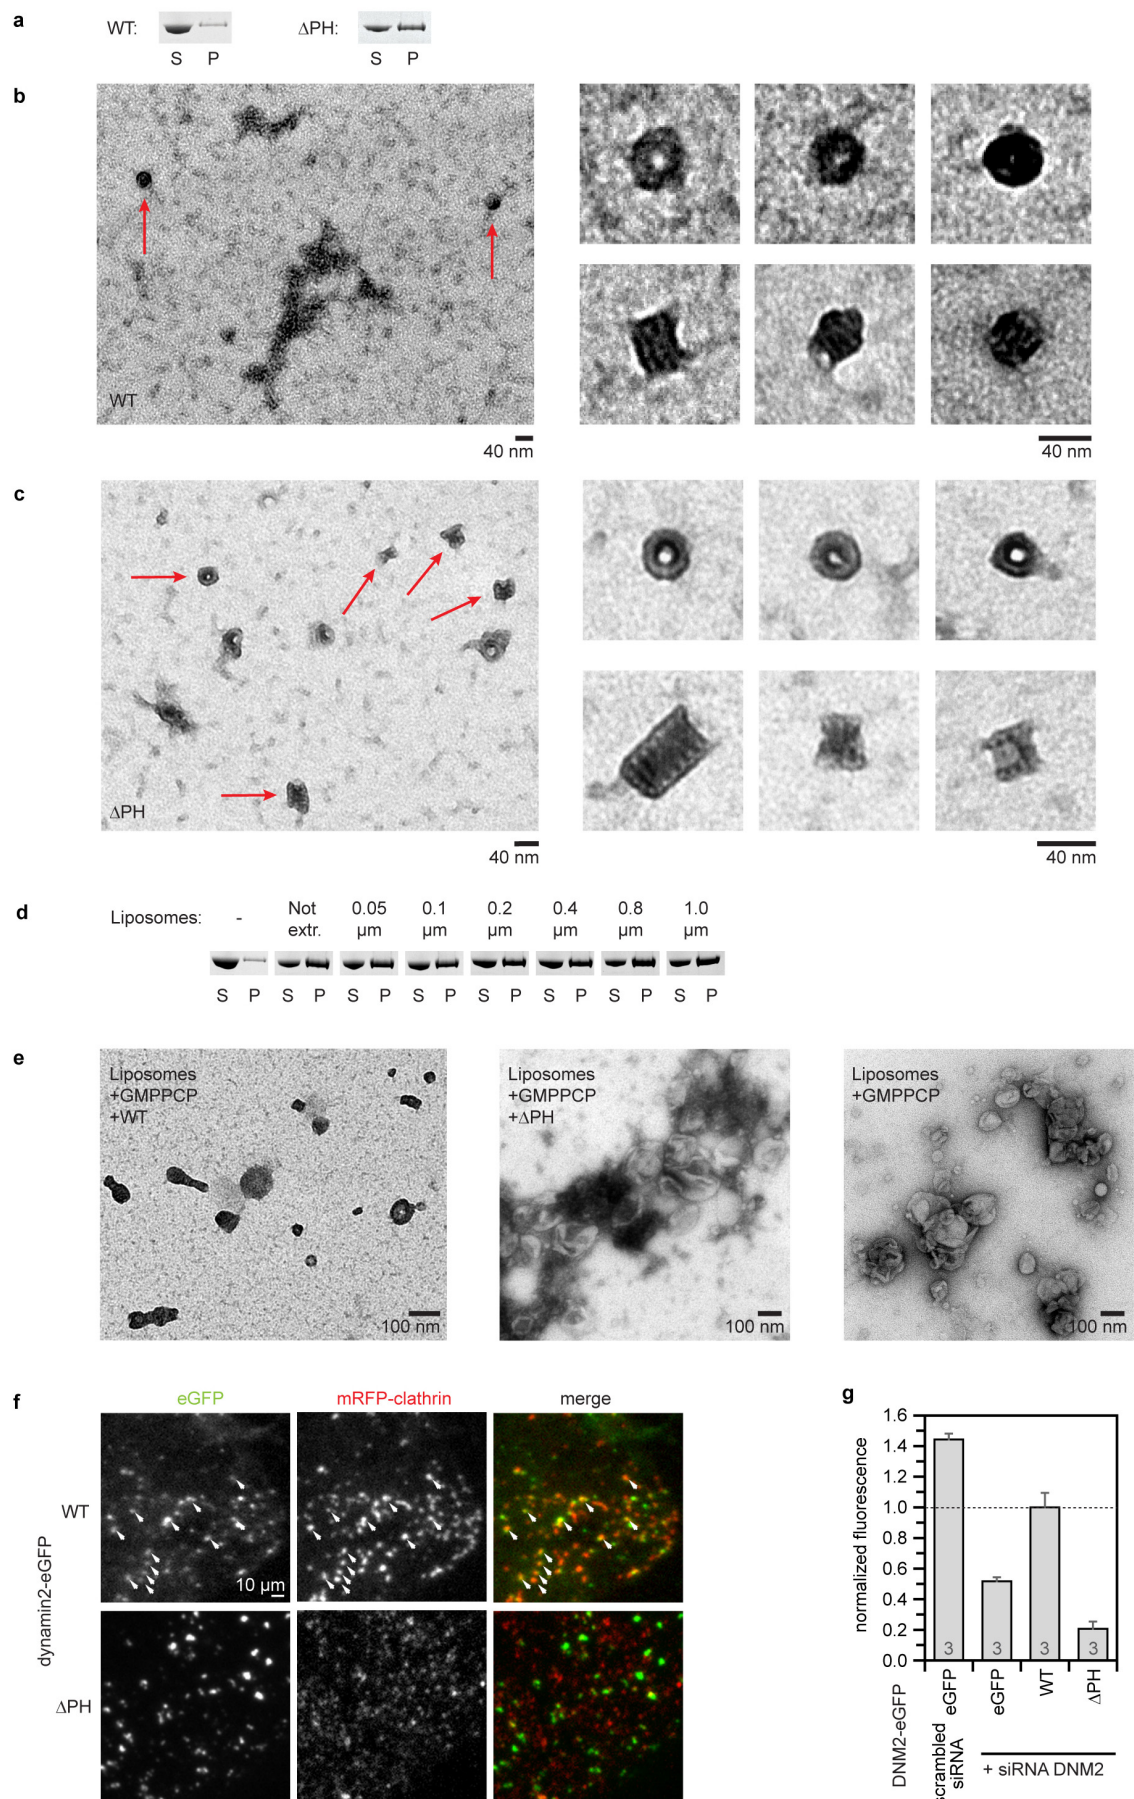 a
WT:
ΔPH:
S P
S P
b
WT
40 nm
40 nm
c
ΔPH
40 nm
40 nm
d
Liposomes:
-
Not
extr.
0.05
µm
0.1
µm
0.2
µm
0.4
µm
0.8
µm
1.0
µm
S P S P S P S P S P S P S P S P
e
Liposomes
+GMPPCP
+WT
100 nm
Liposomes
+GMPPCP
+ΔPH
100 nm
Liposomes
+GMPPCP
100 nm
f
eGFP
mRFP-clathrin
merge
dynamin2-eGFP
WT
10 µm
ΔPH
g
normalized fluorescence
1.6
1.4
1.2
1.0
0.8
0.6
0.4
0.2
0.0
3 3 3 3
DNM2-eGFP
eGFP
eGFP
WT
ΔPH
scrambled
siRNA
+ siRNA DNM2